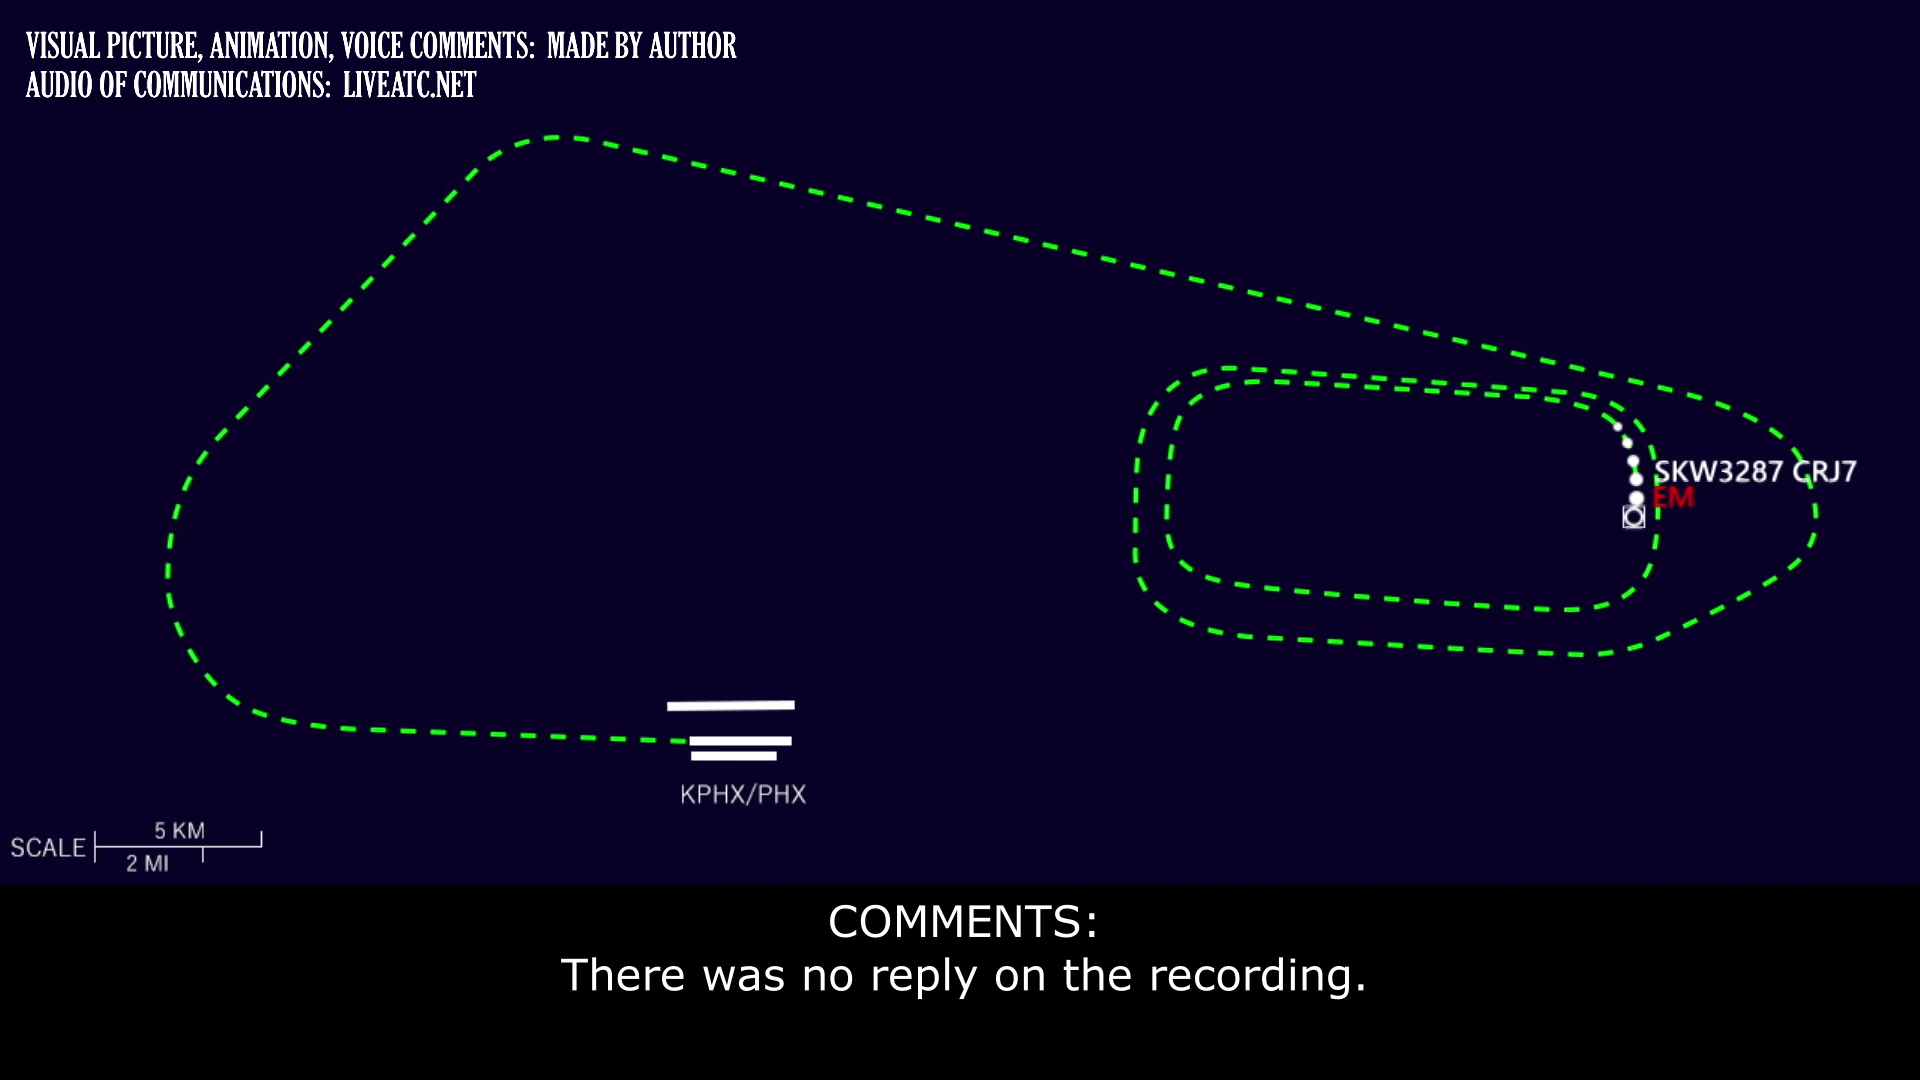 VISUAL PICTURE, ANIMATION, VOICE COMMENTS: MADE BY AUTHOR
AUDIO OF COMMUNICATIONS: LIVEATC.NET
SKW3287 CRJ7
EM
KPHX/PHX
5 KM
SCALE
2 MI
COMMENTS:
There was no reply on the recording.